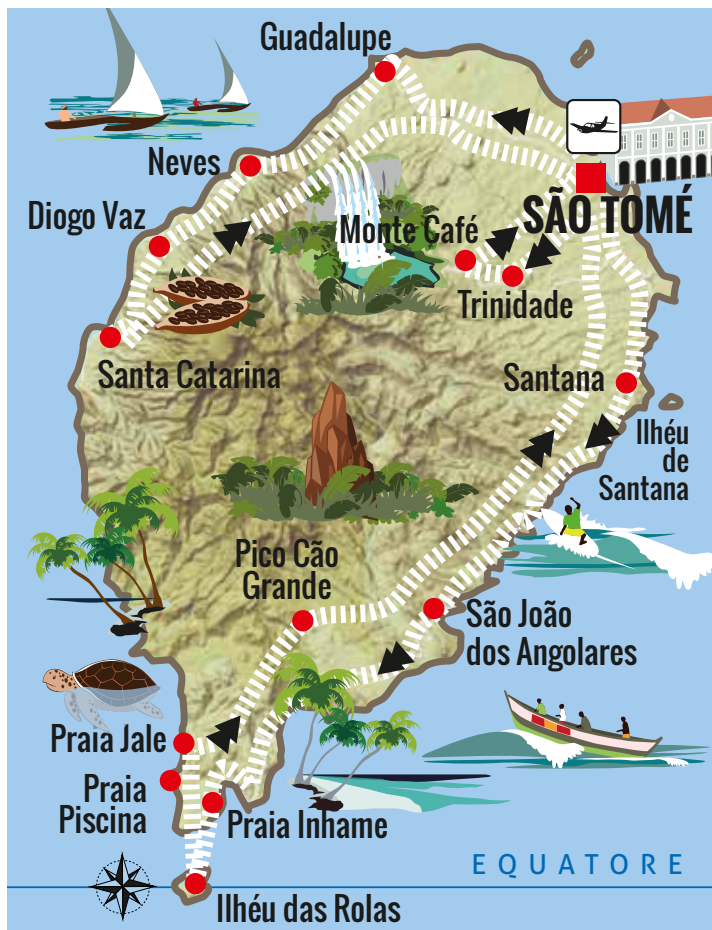 Guadalupe
Neves
Diogo Vaz
Monte Café
SÃO TOMÉ
Trinidade
Santa Catarina
Santana
Ilhéu
de
Santana
Pico Cão
Grande
São João
dos Angolares
Praia Jale
Praia
Piscina
Praia Inhame
EQUATORE
Ilhéu das Rolas